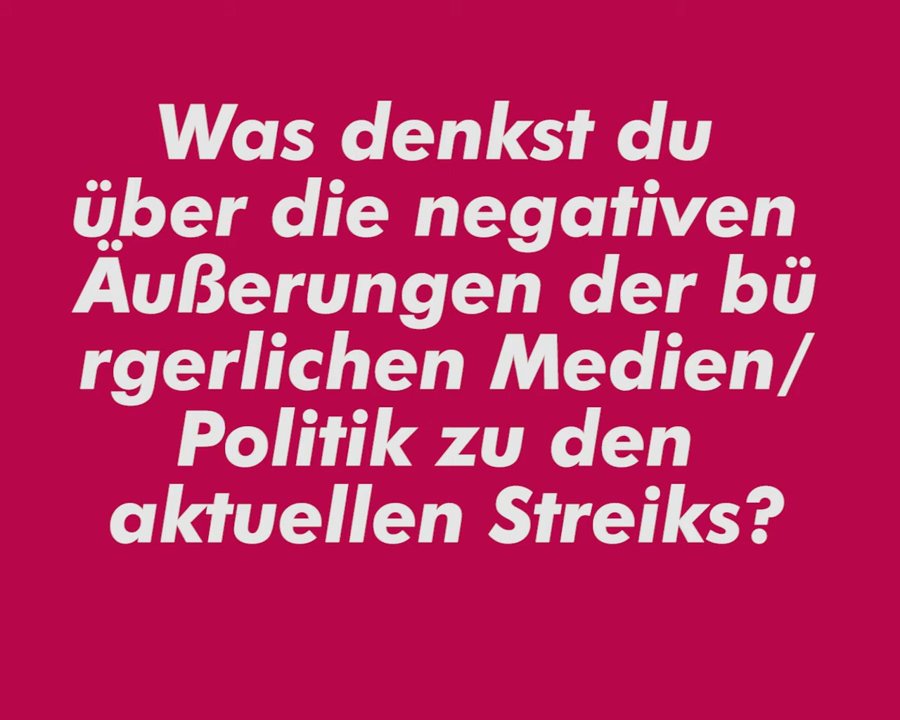 Was denkst du
über die negativen
Äußerungen der bü
rgerlichen Medien/
Politik zu den
aktuellen Streiks?